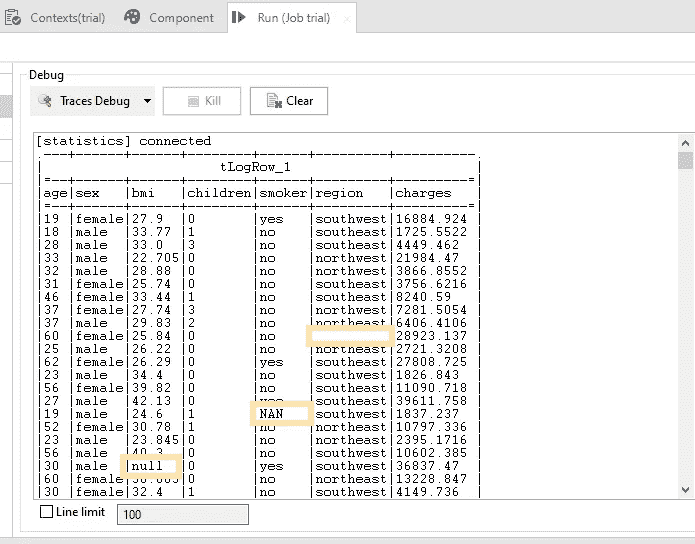 Contexts(trial) Component Run (Job trial)
Debug
Traces Debug Kill Clear
[statistics] connected
tLogRow_1
age|sex |bmi |children|smoker|region |charges
19 |female|27.9 |0 |yes |southwest|16884.924
18 |male |33.77 |1 |no |southeast|1725.5522
28 |male |33.0 |3 |no |southeast|4449.462
33 |male |22.705|0 |no |northwest|21984.47
32 |male |28.88 |0 |no |northwest|3866.8552
31 |female|25.74 |0 |no |southeast|3756.6216
46 |female|33.44 |1 |no |southeast|8240.59
37 |female|27.74 |3 |no |northwest|7281.5054
37 |male |29.83 |2 |no |northeast|6406.4106
60 |female|25.84 |0 |no | |28923.137
25 |male |26.22 |0 |no |northeast|2721.3208
62 |female|26.29 |0 |yes |southeast|27808.725
23 |male |34.4 |0 |no |southwest|1826.843
56 |female|39.82 |0 |no |southeast|11090.718
27 |male |42.13 |0 |yes |southeast|39611.758
19 |male |24.6 |1 |NAN |southwest|1837.237
52 |female|30.78 |1 |no |northeast|10797.336
23 |male |23.845|0 |no |northeast|2395.1716
56 |male |40.3 |0 |no |southwest|10602.385
30 |male |null |0 |yes |southwest|36837.47
60 |female| |0 |no |northeast|13228.847
30 |female|32.4 |1 |no |southwest|4149.736
Line limit 100